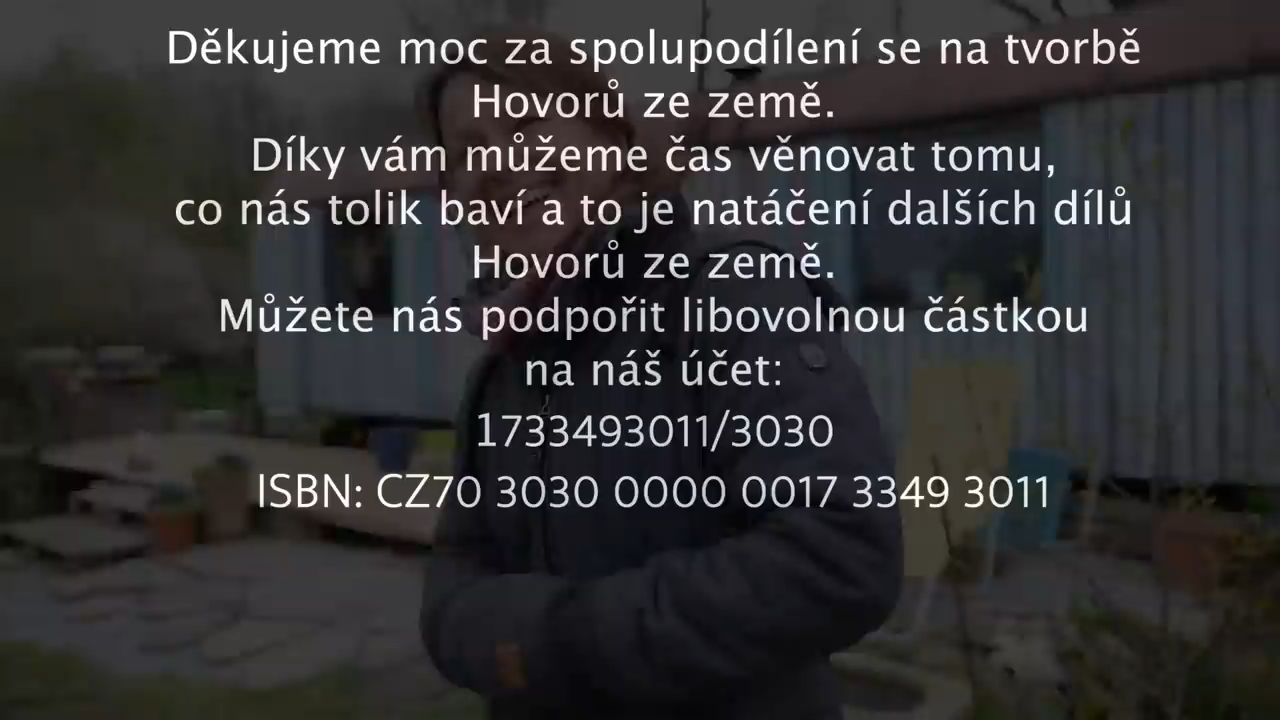 Děkujeme moc za spolupodílení se na tvorbě
Hovorů ze země.
Díky vám můžeme čas věnovat tomu,
co nás tolik baví a to je natáčení dalších dílů
Hovorů ze země.
Můžete nás podpořit libovolnou částkou
na náš účet:
1733493011/3030
ISBN: CZ70 3030 0000 0017 3349 3011